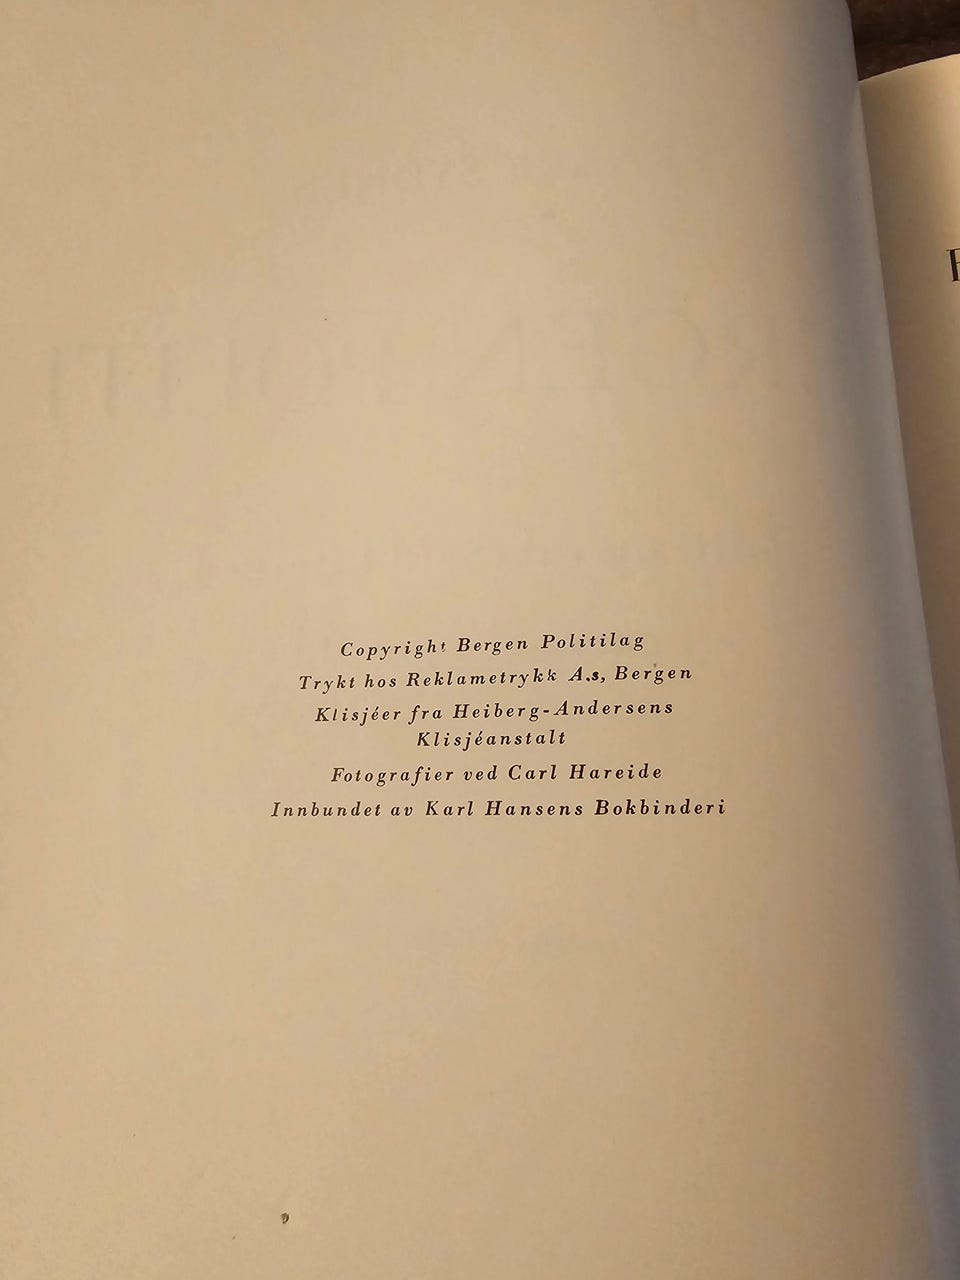 Copyright Bergen Politilag
Trykt hos Reklametrykk A.s, Bergen
Klisjéer fra Heiberg-Andersens
Klisjéanstalt
Fotografier ved Carl Hareide
Innbundet av Karl Hansens Bokbinderi